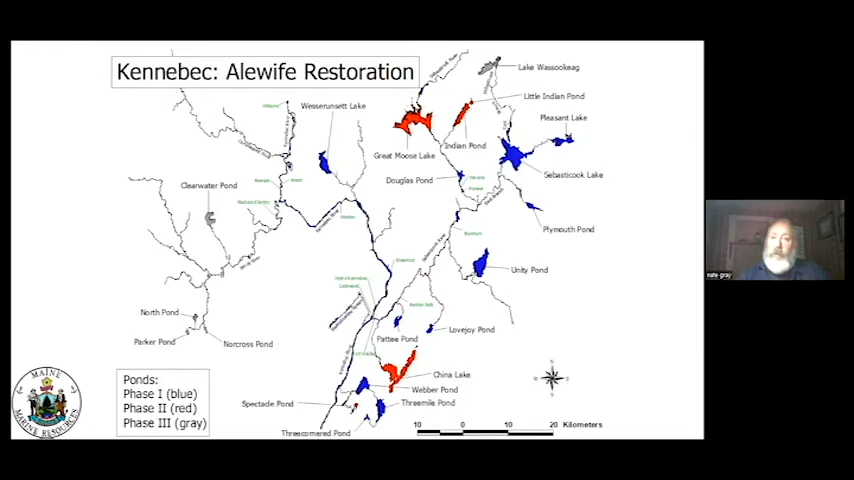 Kennebec: Alewife Restoration
Lake Wassookeag
Little Indian Pond
Wesserunsett Lake
Pleasant Lake
Indian Pond
Great Moose Lake
Sebasticook Lake
Douglas Pond
Clearwater Pond
Plymouth Pond
Unity Pond
North Pond
Lovejoy Pond
Pattee Pond
Parker Pond
Norcross Pond
China Lake
Webber Pond
Spectacle Pond
Threemile Pond
Threecornered Pond
Ponds:
Phase I (blue)
Phase II (red)
Phase III (gray)
MAINE
MARINE RESOURCES
10 0 10 20 Kilometers
nate gray